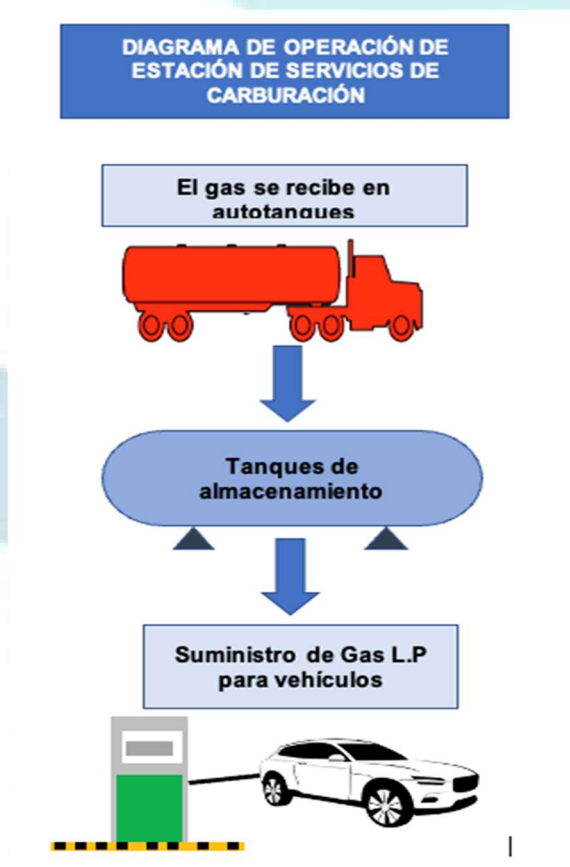 DIAGRAMA DE OPERACIÓN DE
ESTACIÓN DE SERVICIOS DE
CARBURACIÓN
El gas se recibe en
autotanques
Tanques de
almacenamiento
Suministro de Gas L.P
para vehículos